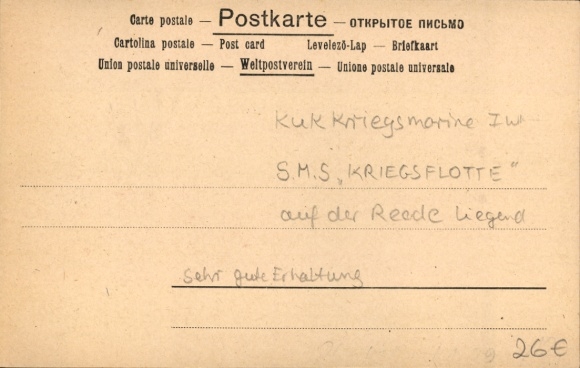 Carte postale — Postkarte — ОТКРЫТОЕ ПИСЬМО
Cartolina postale — Post card Levelező-Lap — Briefkaart
Union postale universelle — Weltpostverein — Unione postale universale
KuK Kriegsmarine I W
S.M.S „KRIEGSFLOTTE"
auf der Reede liegend
Sehr gute Erhaltung
26€